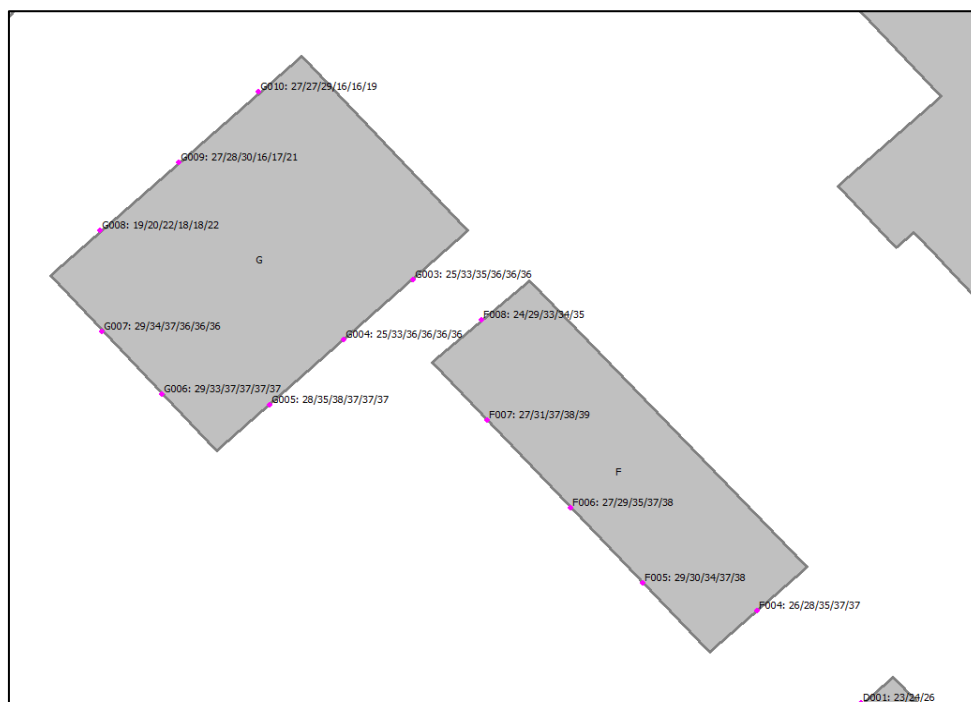 G010: 27/27/29/16/16/19
G009: 27/28/30/16/17/21
G008: 19/20/22/18/18/22
G
G003: 25/33/35/36/36/36
F008: 24/29/33/34/35
G007: 29/34/37/36/36/36
G004: 25/33/36/36/36/36
G006: 29/33/37/37/37/37
G005: 28/35/38/37/37/37
F007: 27/31/37/38/39
F
F006: 27/29/35/37/38
F005: 29/30/34/37/38
F004: 26/28/35/37/37
D001: 23/24/26